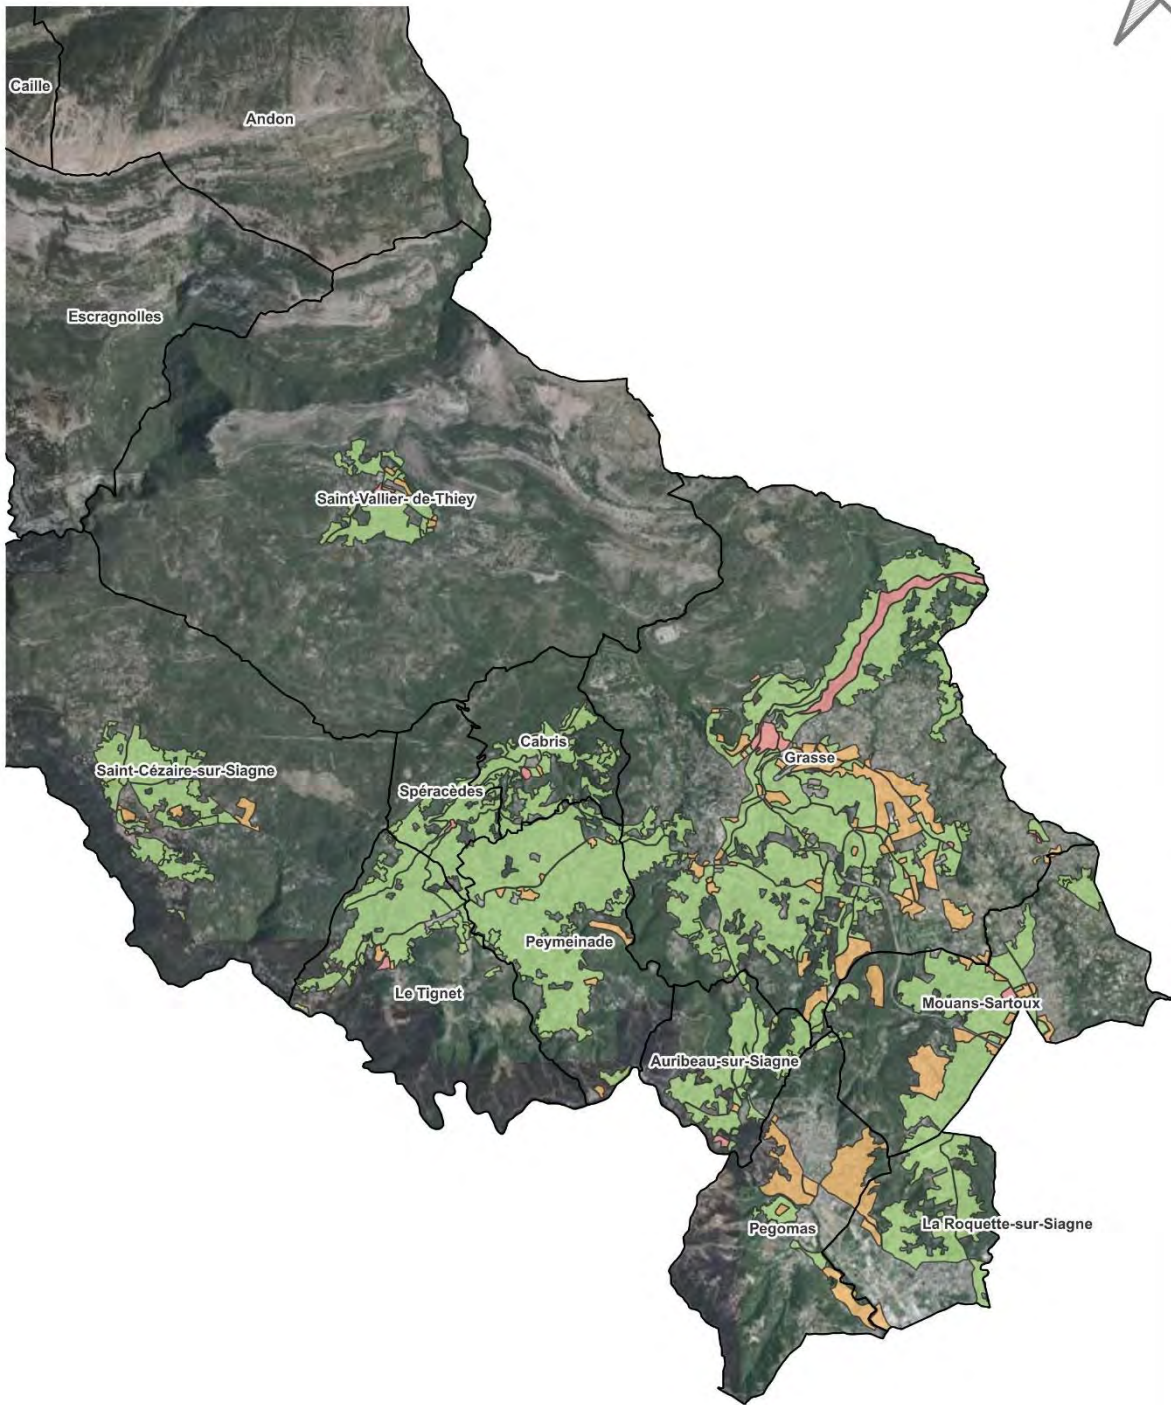 Caille
Andon
Escragnolles
Saint-Vallier-de-Thiey
Cabris
Grasse
Saint-Cézaire-sur-Siagne
Spéracèdes
Peymeinade
Le Tignet
Mouans-Sartoux
Auribeau-sur-Siagne
La Roquette-sur-Siagne
Pegomas